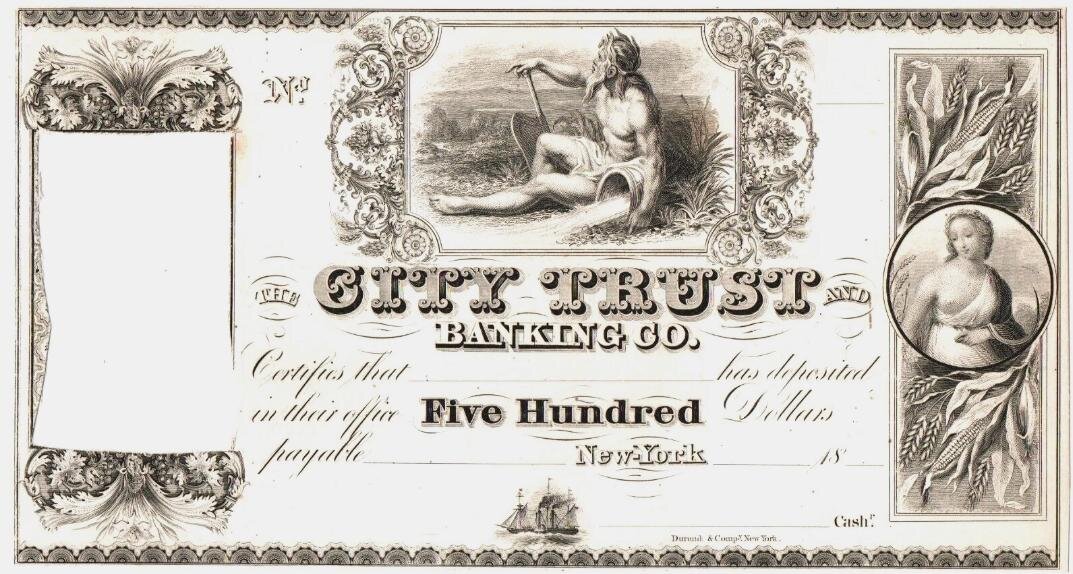 No.
THE CITY TRUST AND
BANKING CO.
Certifies that has deposited
in their office Five Hundred Dollars
payable New-York 18
Cashr.
Durand & Compy. New York.